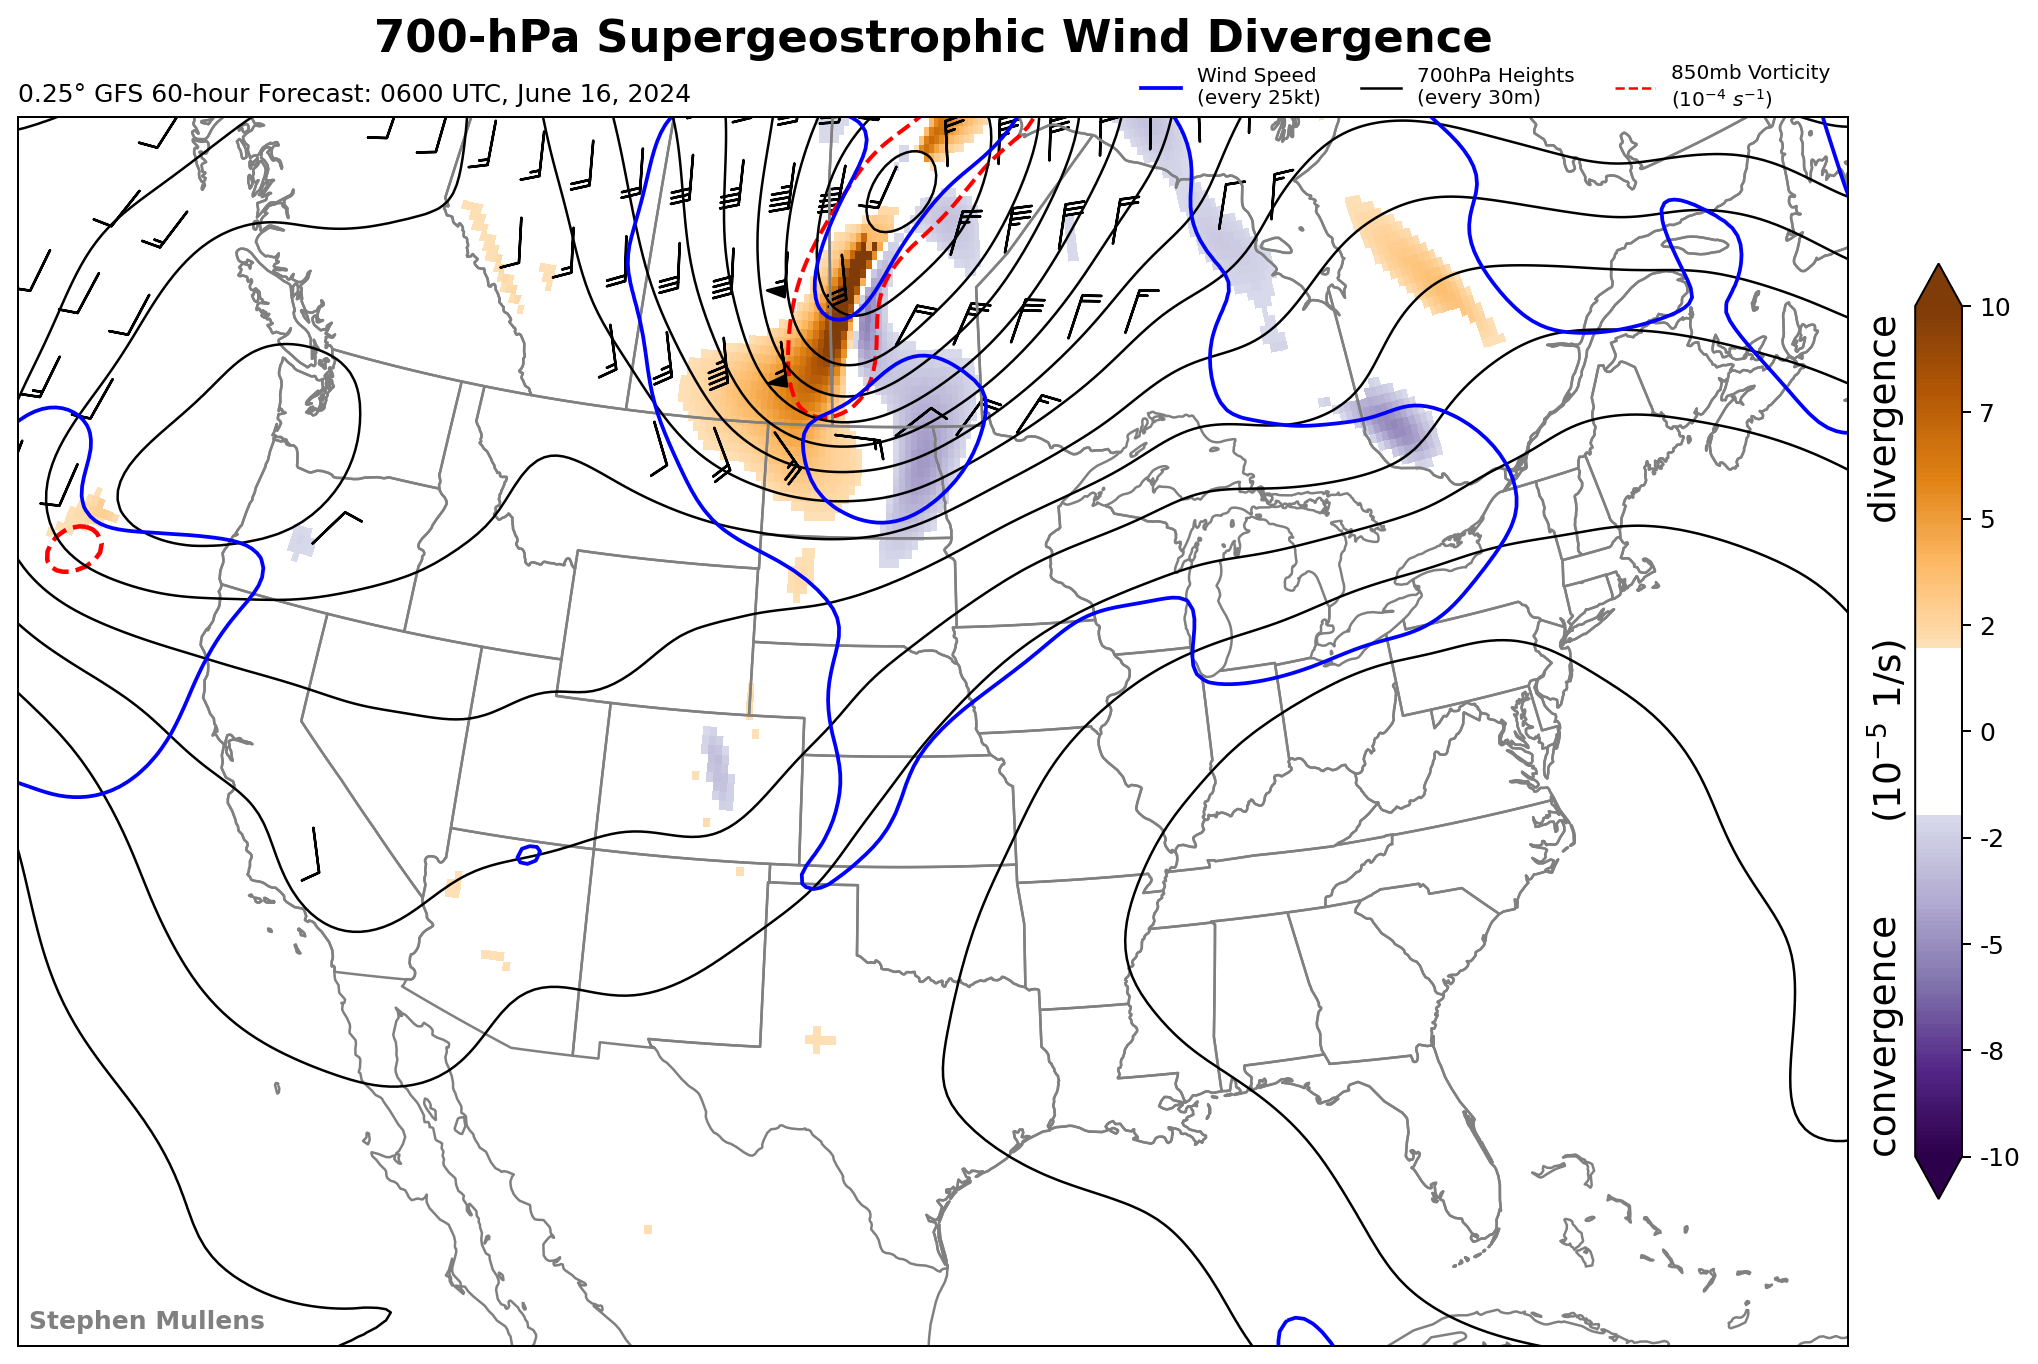 700-hPa Supergeostrophic Wind Divergence
0.25° GFS 60-hour Forecast: 0600 UTC, June 16, 2024
Wind Speed
(every 25kt)
700hPa Heights
(every 30m)
850mb Vorticity
(10⁻⁴ s⁻¹)
10
7
5
2
0
-2
-5
-8
-10
convergence (10⁻⁵ 1/s) divergence
Stephen Mullens